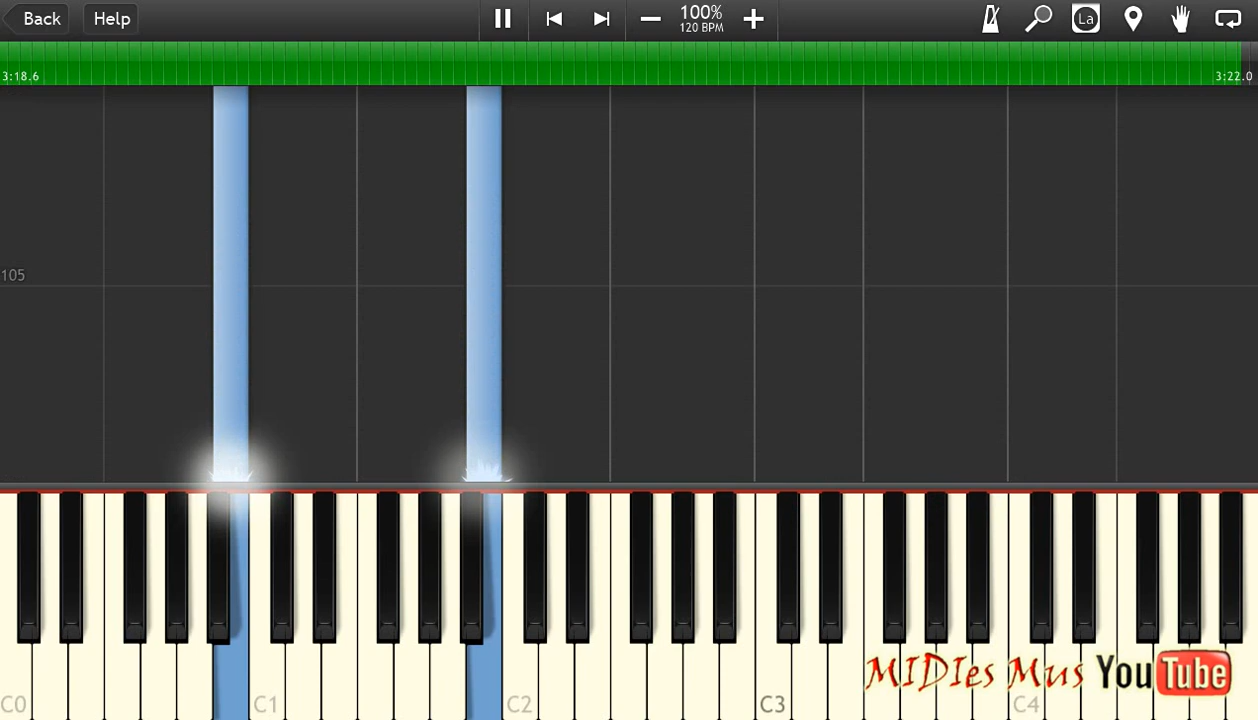 Back Help 100% La
120 BPM
3:18.6 3:22.0
105
MIDIes Mus YouTube
C0 C1 C2 C3 C4